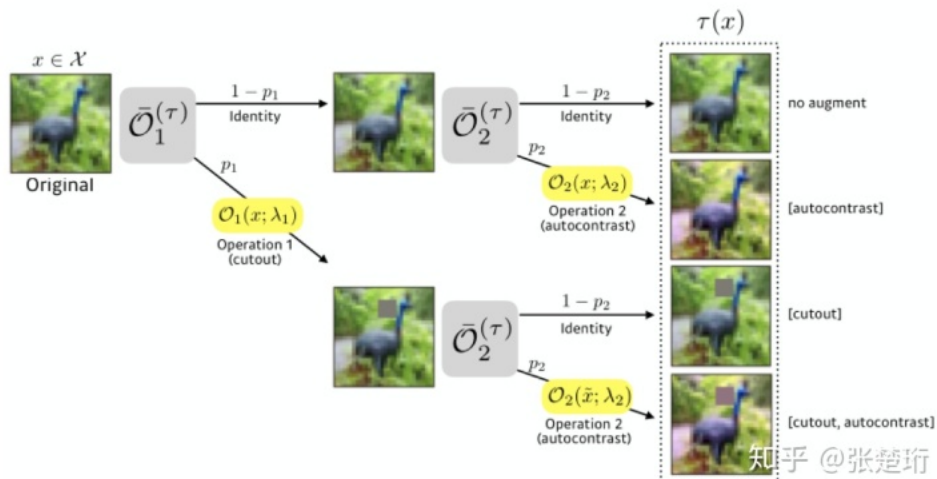 τ(x)
x ∈ 𝒳
Original
Ō₁^(τ)
1 − p₁
Identity
p₁
O₁(x; λ₁)
Operation 1
(cutout)
Ō₂^(τ)
1 − p₂
Identity
p₂
O₂(x; λ₂)
Operation 2
(autocontrast)
no augment
[autocontrast]
Ō₂^(τ)
1 − p₂
Identity
p₂
O₂(x̃; λ₂)
Operation 2
(autocontrast)
[cutout]
[cutout, autocontrast]
知乎 @张楚珩